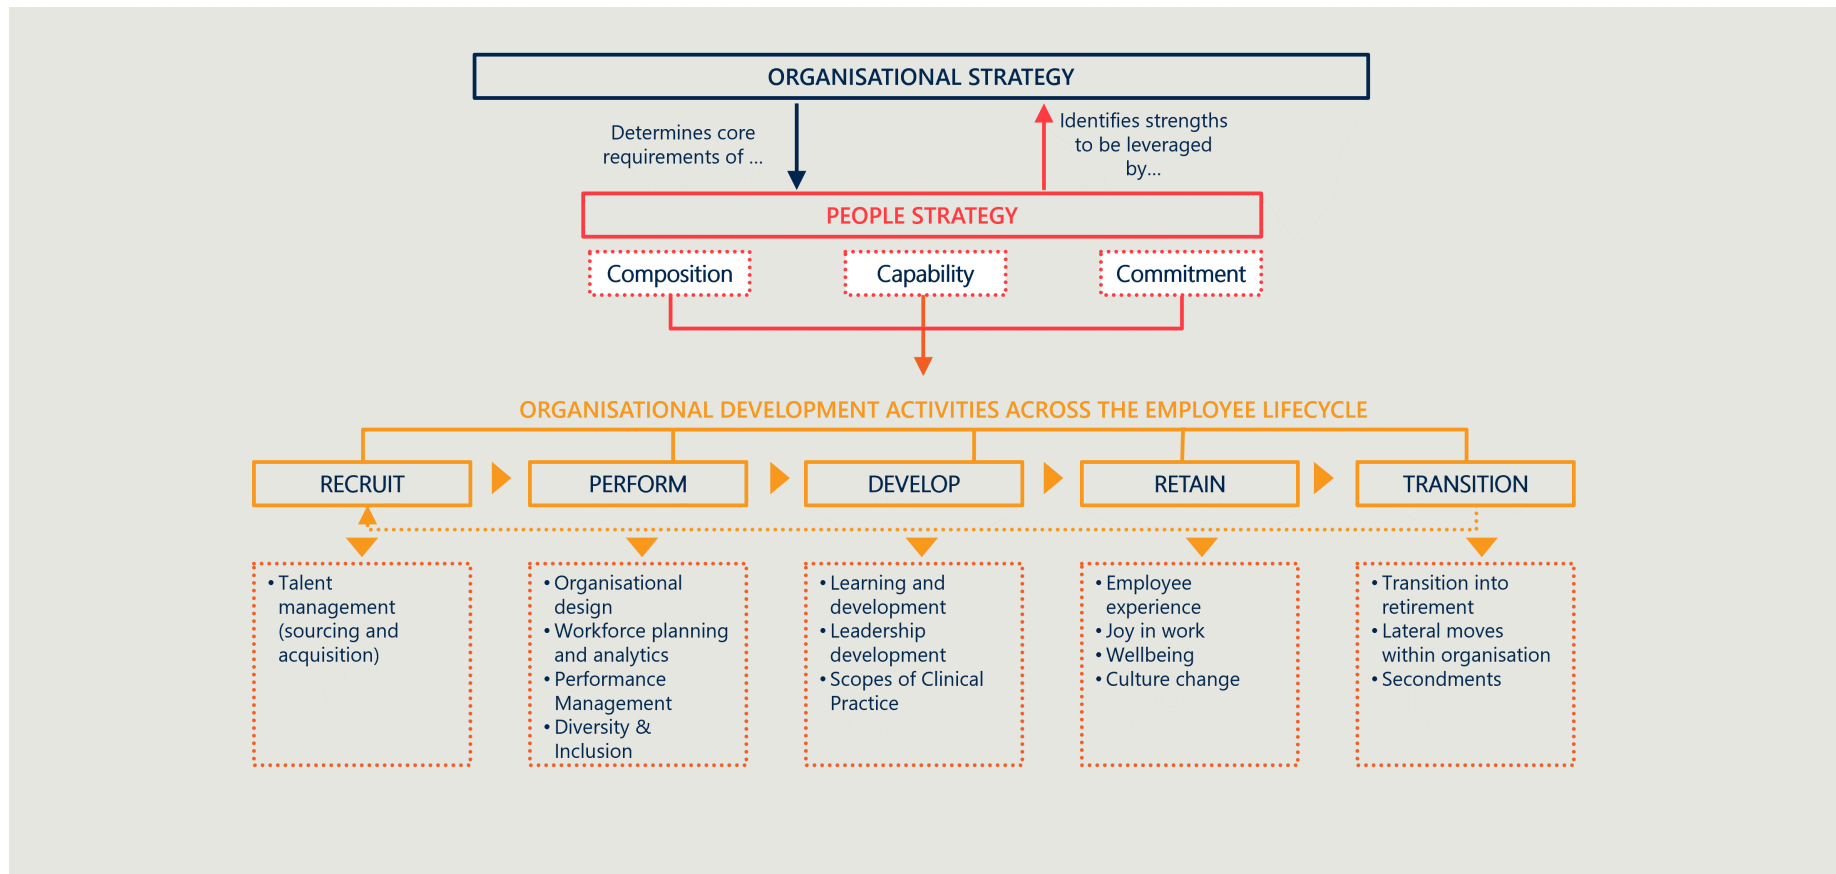 ORGANISATIONAL STRATEGY
Determines core
requirements of ...
Identifies strengths
to be leveraged
by...
PEOPLE STRATEGY
Composition
Capability
Commitment
ORGANISATIONAL DEVELOPMENT ACTIVITIES ACROSS THE EMPLOYEE LIFECYCLE
RECRUIT
PERFORM
DEVELOP
RETAIN
TRANSITION
• Talent
management
(sourcing and
acquisition)
• Organisational
design
• Workforce planning
and analytics
• Performance
Management
• Diversity &
Inclusion
• Learning and
development
• Leadership
development
• Scopes of Clinical
Practice
• Employee
experience
• Joy in work
• Wellbeing
• Culture change
• Transition into
retirement
• Lateral moves
within organisation
• Secondments